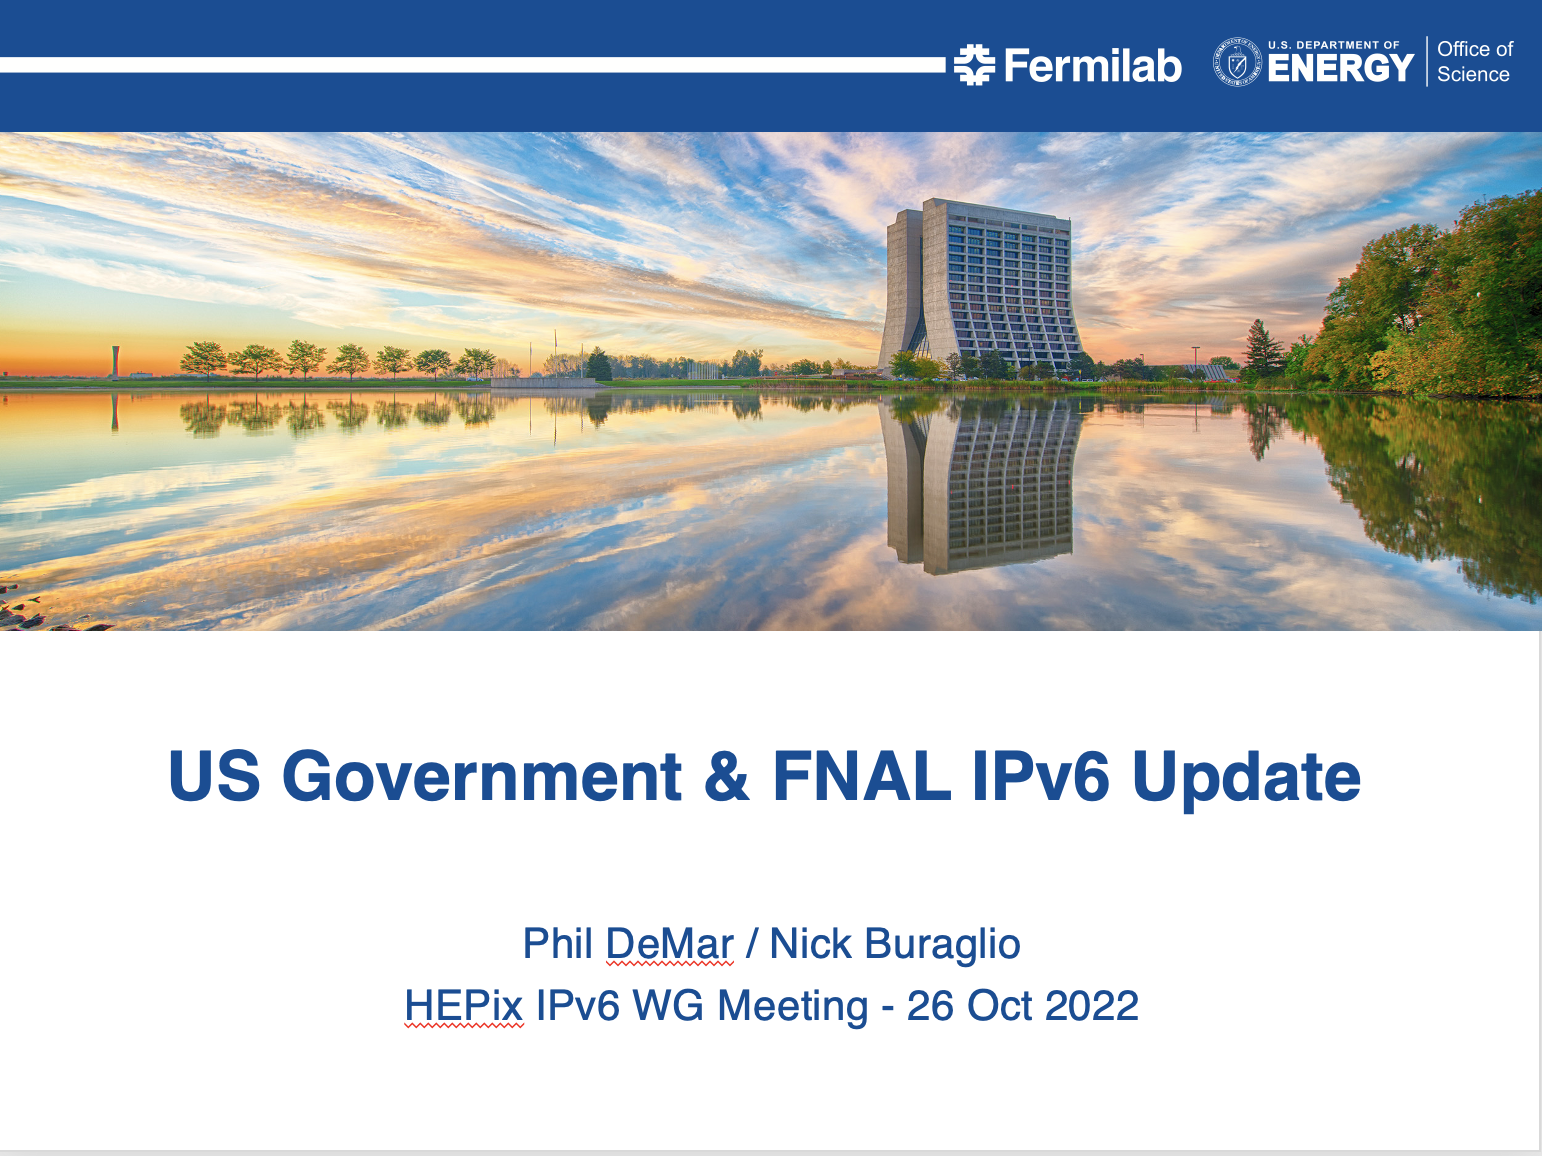 Fermilab
U.S. DEPARTMENT OF
ENERGY
Office of
Science
US Government & FNAL IPv6 Update
Phil DeMar / Nick Buraglio
HEPix IPv6 WG Meeting - 26 Oct 2022